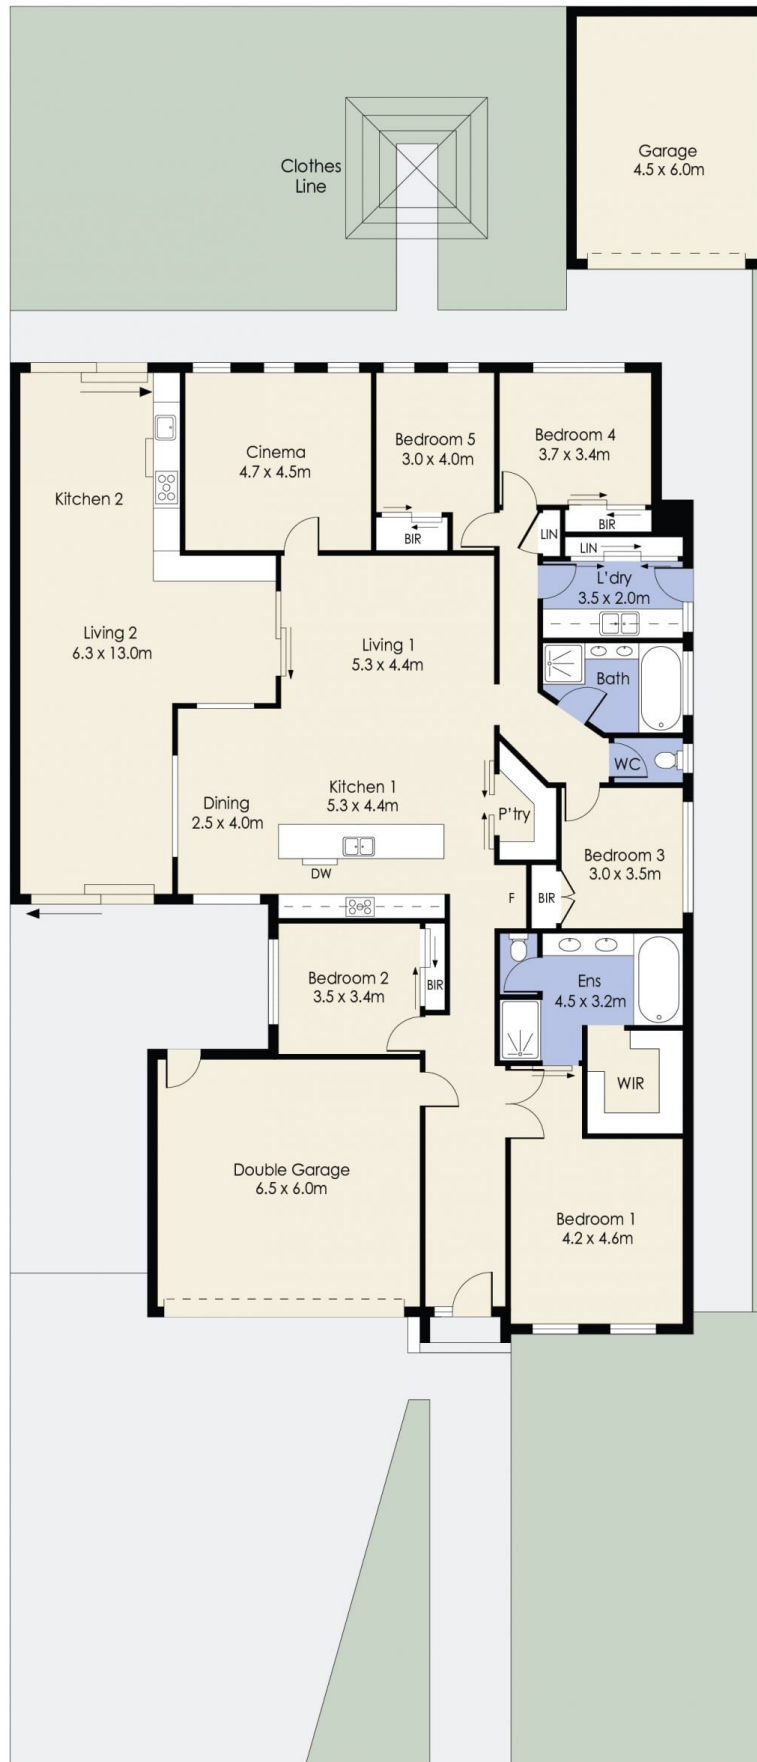 Garage
4.5 x 6.0m
Clothes
Line
Cinema
4.7 x 4.5m
Bedroom 5
3.0 x 4.0m
Bedroom 4
3.7 x 3.4m
Kitchen 2
BIR
BIR
LIN
LIN
L'dry
3.5 x 2.0m
Living 2
6.3 x 13.0m
Living 1
5.3 x 4.4m
Bath
WC
Dining
2.5 x 4.0m
Kitchen 1
5.3 x 4.4m
P'try
DW
Bedroom 3
3.0 x 3.5m
F
BIR
Bedroom 2
3.5 x 3.4m
BIR
Ens
4.5 x 3.2m
WIR
Double Garage
6.5 x 6.0m
Bedroom 1
4.2 x 4.6m